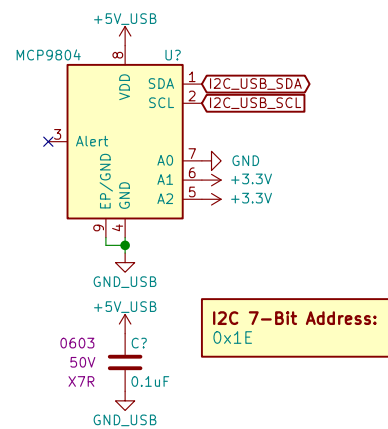 +5V_USB
MCP9804
8
U?
VDD
SDA
1
I2C_USB_SDA
SCL
2
I2C_USB_SCL
3
Alert
A0
7
GND
A1
6
+3.3V
A2
5
+3.3V
EP/GND
GND
9
4
GND_USB
+5V_USB
0603
C?
50V
X7R
0.1uF
GND_USB
I2C 7-Bit Address:
0x1E